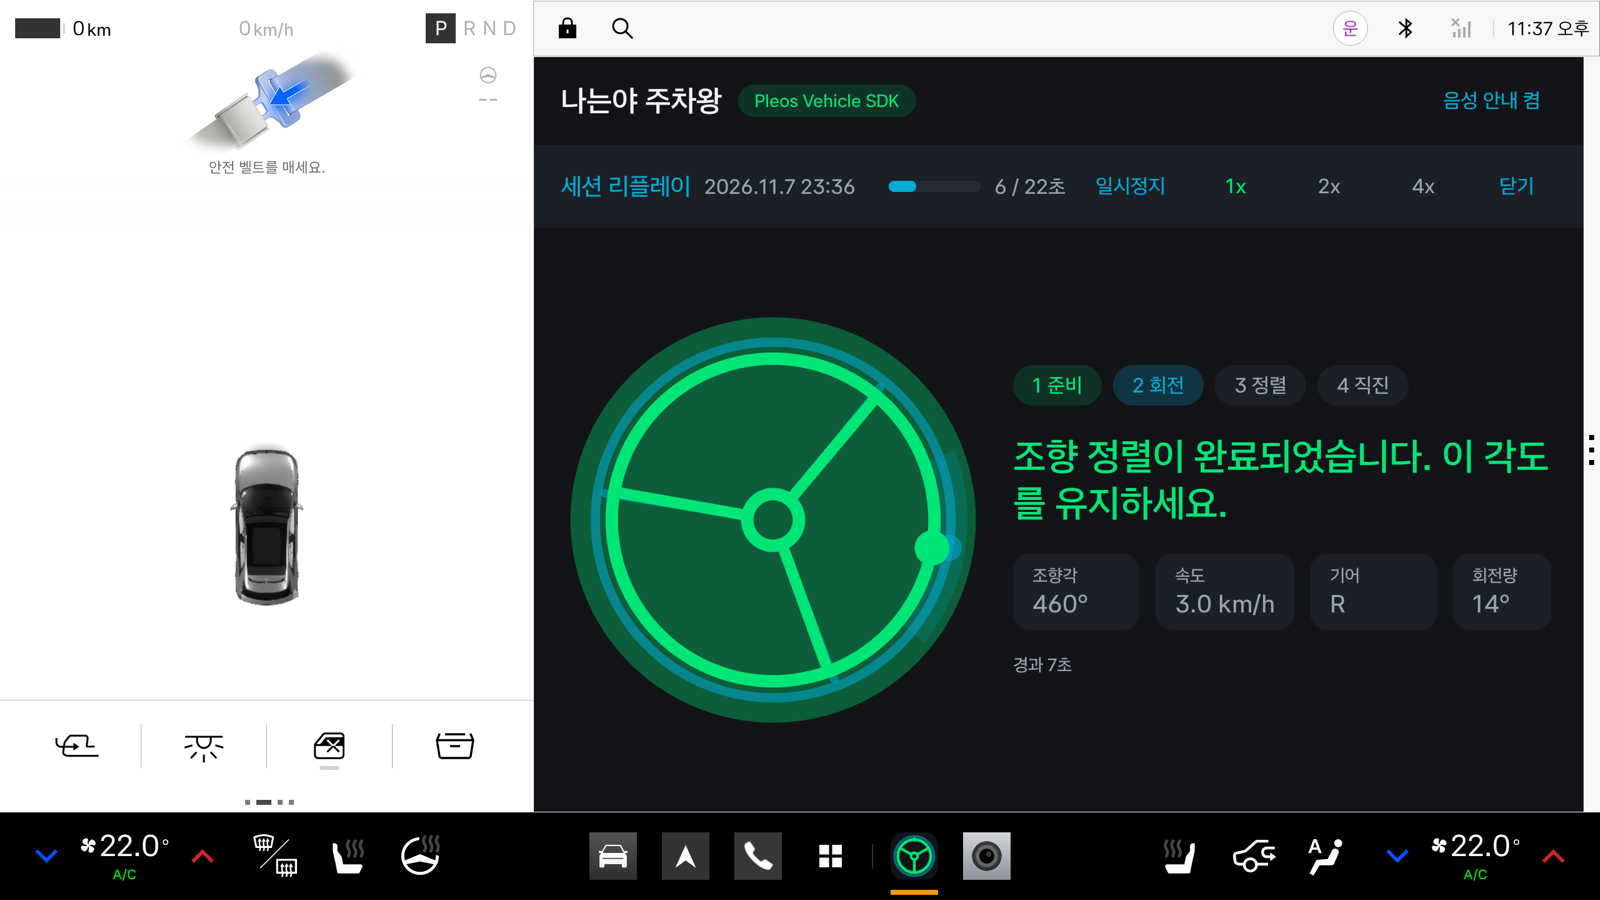 0km
0km/h
P R N D
--
안전 벨트를 매세요.
운
11:37 오후
나는야 주차왕
Pleos Vehicle SDK
음성 안내 켬
세션 리플레이 2026.11.7 23:36 6 / 22초 일시정지 1x 2x 4x 닫기
1 준비 2 회전 3 정렬 4 직진
조향 정렬이 완료되었습니다. 이 각도
를 유지하세요.
조향각
460°
속도
3.0 km/h
기어
R
회전량
14°
경과 7초
22.0°
A/C
A
22.0°
A/C